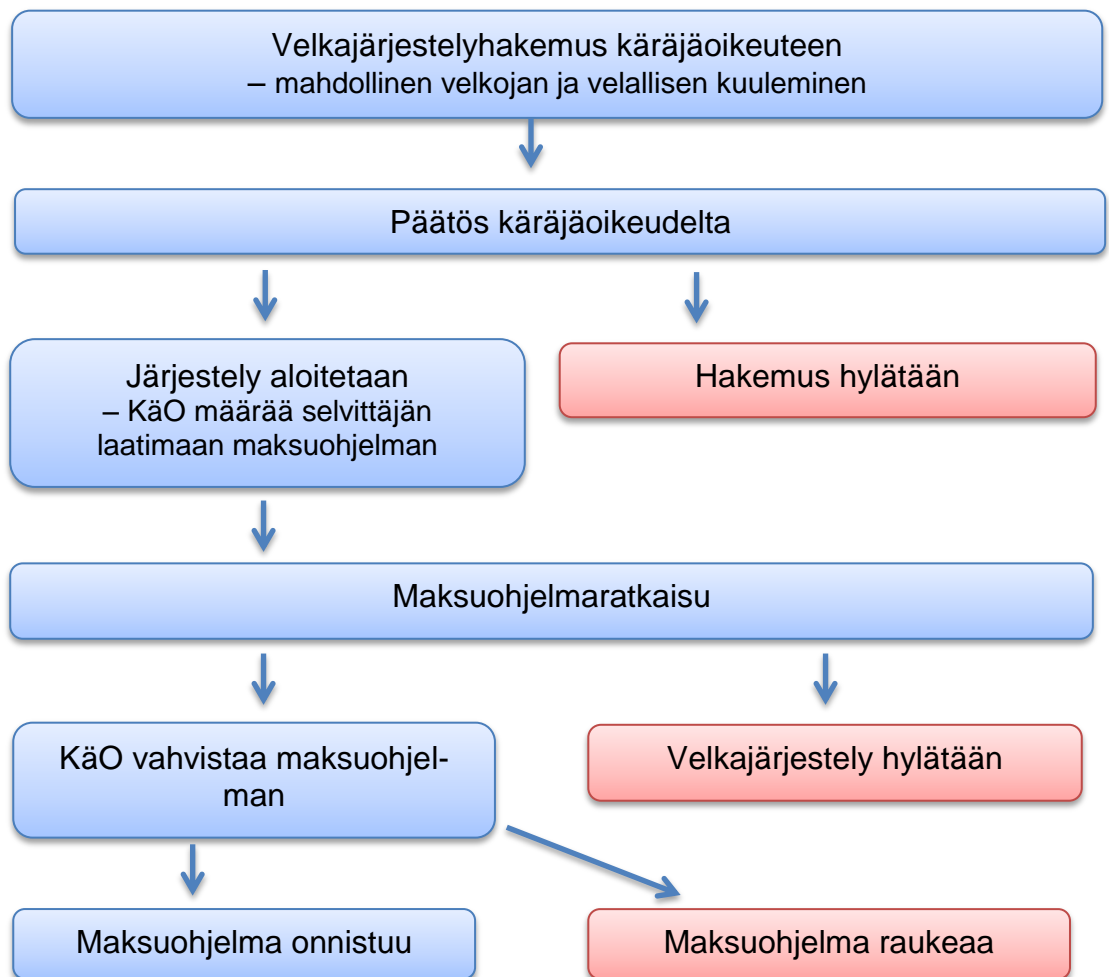 Velkajärjestelyhakemus käräjäoikeuteen
– mahdollinen velkojan ja velallisen kuuleminen
Päätös käräjäoikeudelta
Järjestely aloitetaan
– KäO määrää selvittäjän
laatimaan maksuohjelman
Hakemus hylätään
Maksuohjelmaratkaisu
KäO vahvistaa maksuohjel-
man
Velkajärjestely hylätään
Maksuohjelma onnistuu
Maksuohjelma raukeaa